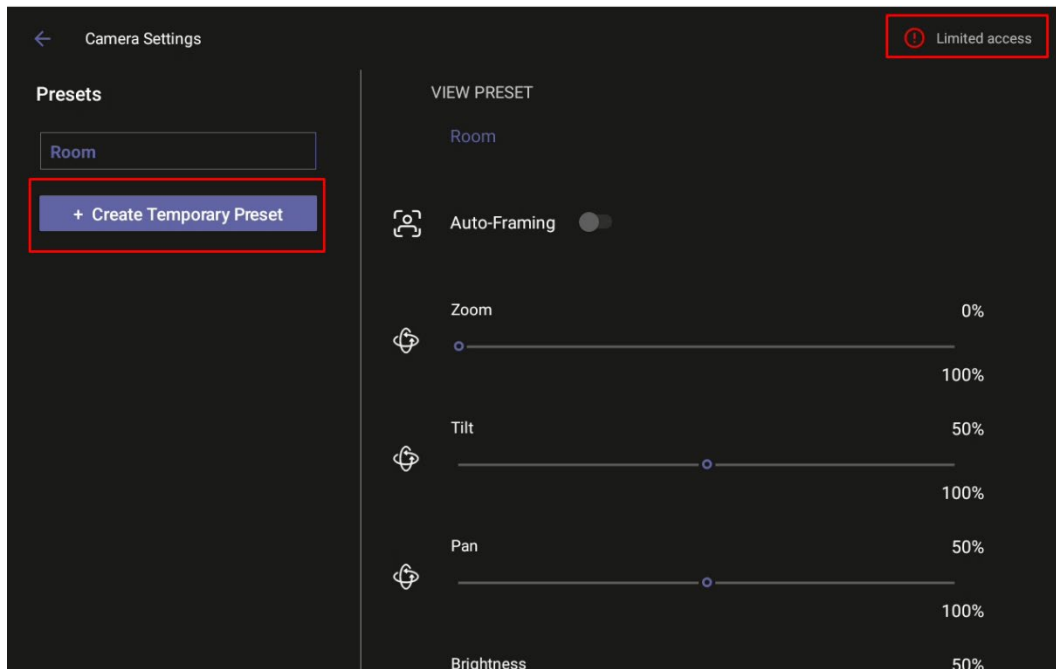 Camera Settings
Limited access
Presets
Room
+ Create Temporary Preset
VIEW PRESET
Room
Auto-Framing
Zoom
0%
100%
Tilt
50%
100%
Pan
50%
100%
Brightness
50%